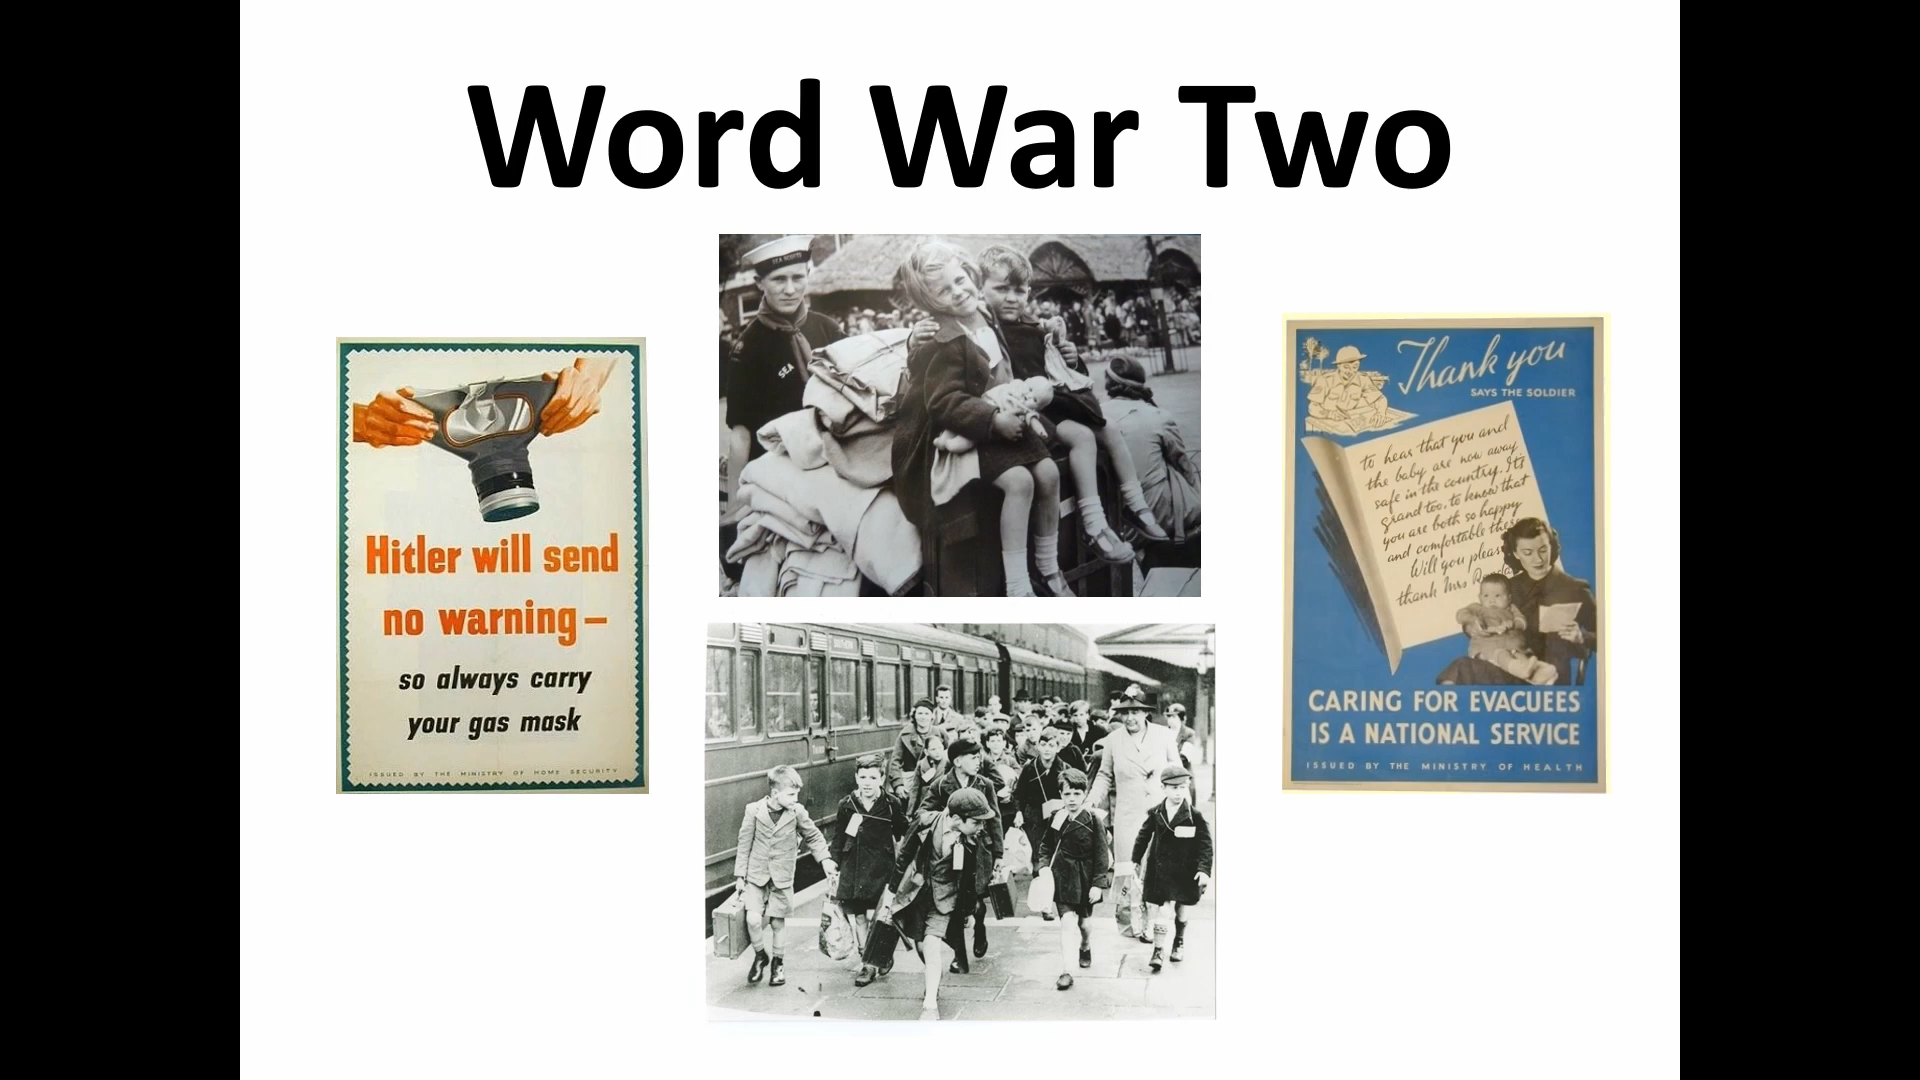 Word War Two
SEA SCOUTS
SEA
Hitler will send
no warning –
so always carry
your gas mask
ISSUED BY THE MINISTRY OF HOME SECURITY
Thank you
SAYS THE SOLDIER
to hear that you and
the baby are now away
safe in the country. It's
grand too, to know that
you are both so happy
and comfortable there
Will you please
thank Mrs
CARING FOR EVACUEES
IS A NATIONAL SERVICE
ISSUED BY THE MINISTRY OF HEALTH